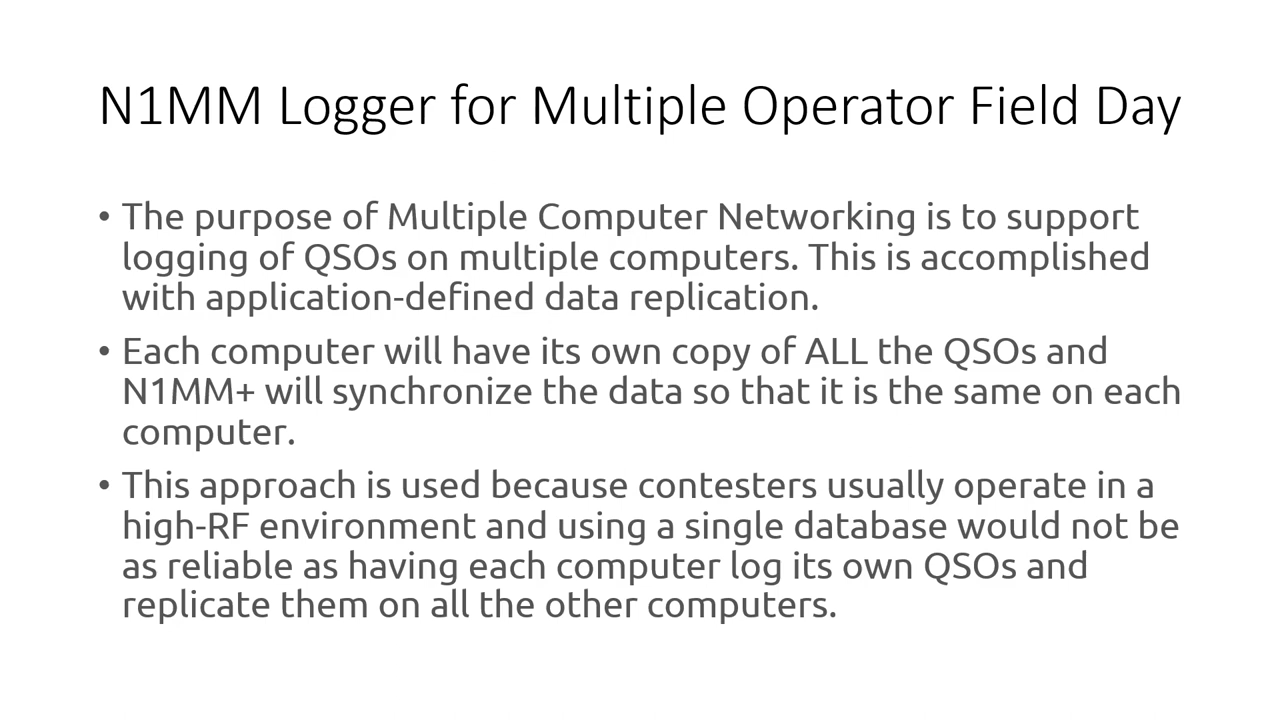 N1MM Logger for Multiple Operator Field Day
• The purpose of Multiple Computer Networking is to support
logging of QSOs on multiple computers. This is accomplished
with application-defined data replication.
• Each computer will have its own copy of ALL the QSOs and
N1MM+ will synchronize the data so that it is the same on each
computer.
• This approach is used because contesters usually operate in a
high-RF environment and using a single database would not be
as reliable as having each computer log its own QSOs and
replicate them on all the other computers.